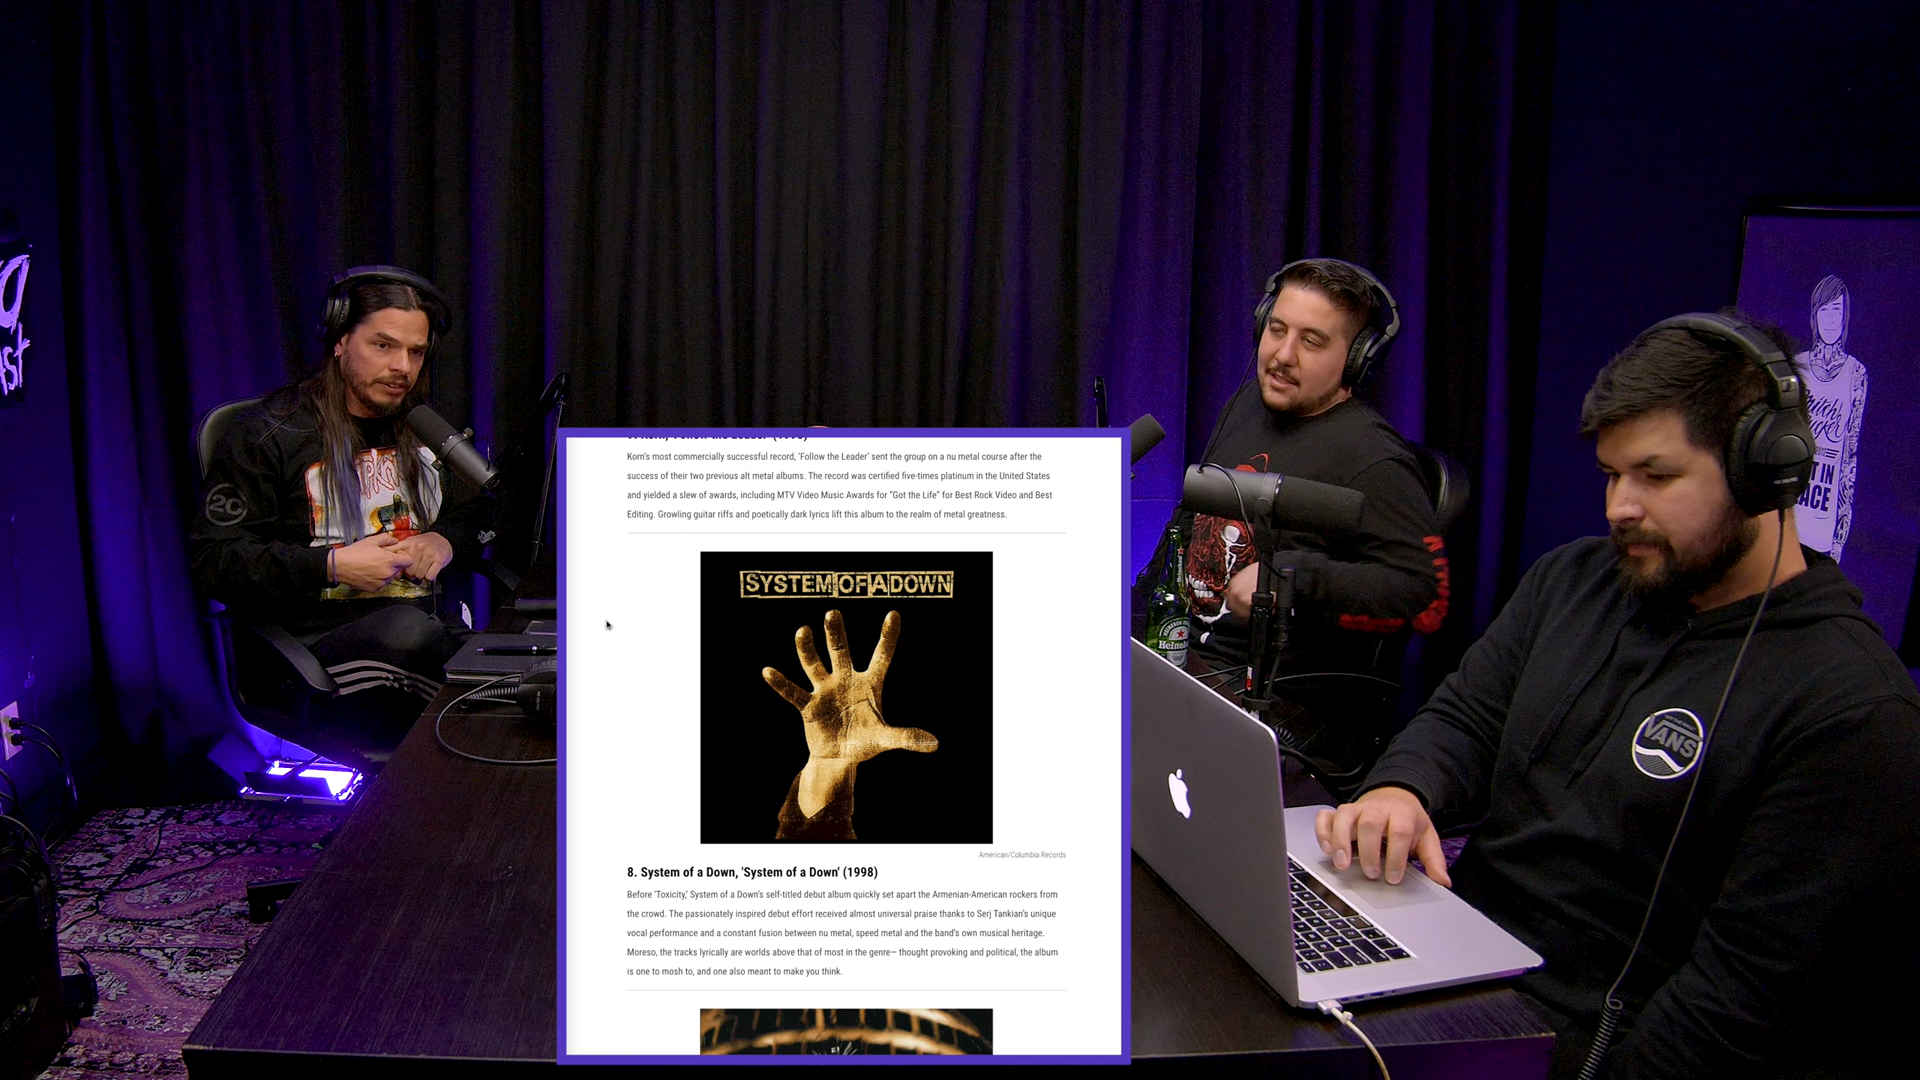 Korn's most commercially successful record, 'Follow the Leader' sent the group on a nu metal course after the
success of their two previous alt metal albums. The record was certified five-times platinum in the United States
and yielded a slew of awards, including MTV Video Music Awards for "Got the Life" for Best Rock Video and Best
Editing. Growling guitar riffs and poetically dark lyrics lift this album to the realm of metal greatness.
SYSTEM OF A DOWN
American/Columbia Records
8. System of a Down, 'System of a Down' (1998)
Before 'Toxicity,' System of a Down's self-titled debut album quickly set apart the Armenian-American rockers from
the crowd. The passionately inspired debut effort received almost universal praise thanks to Serj Tankian's unique
vocal performance and a constant fusion between nu metal, speed metal and the band's own musical heritage.
Moreso, the tracks lyrically are worlds above that of most in the genre— thought provoking and political, the album
is one to mosh to, and one also meant to make you think.
20
Heineken
VANS